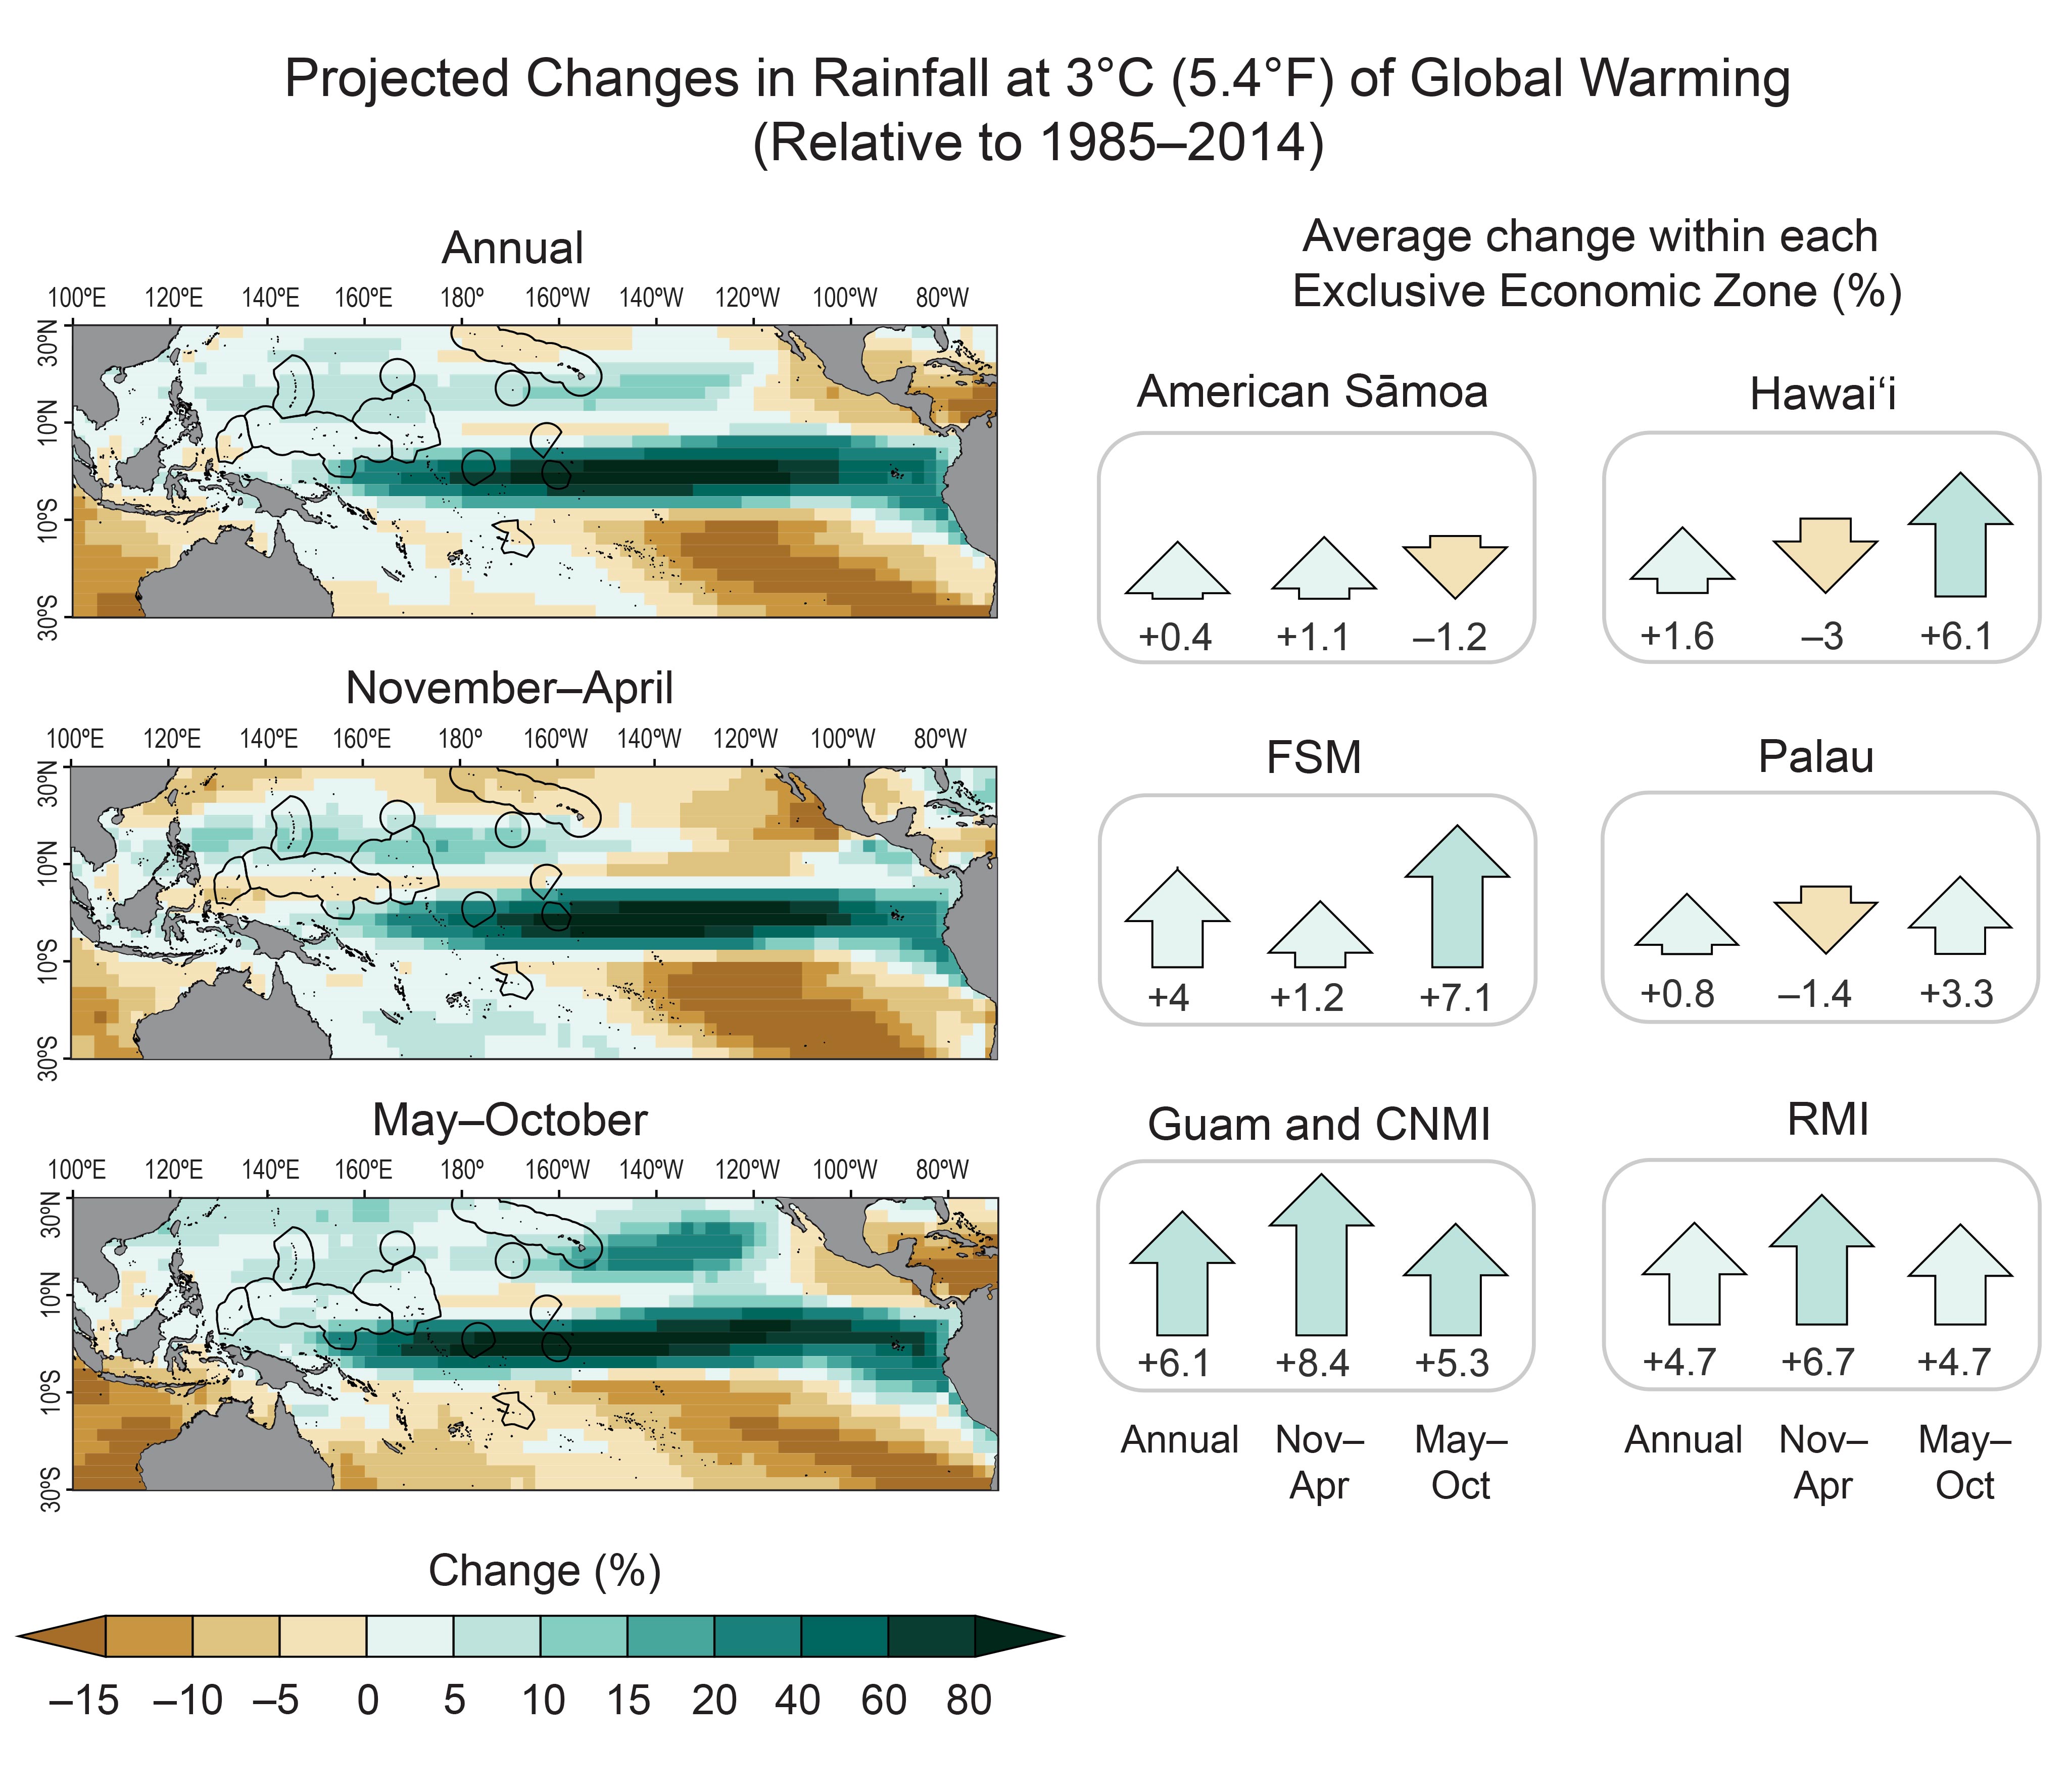 Projected Changes in Rainfall at 3°C (5.4°F) of Global Warming
(Relative to 1985–2014)
Annual
100ºE 120ºE 140ºE 160ºE 180º 160ºW 140ºW 120ºW 100ºW 80ºW
30ºN
10ºN
10ºS
30ºS
November–April
100ºE 120ºE 140ºE 160ºE 180º 160ºW 140ºW 120ºW 100ºW 80ºW
30ºN
10ºN
10ºS
30ºS
May–October
100ºE 120ºE 140ºE 160ºE 180º 160ºW 140ºW 120ºW 100ºW 80ºW
30ºN
10ºN
10ºS
30ºS
Change (%)
–15 –10 –5 0 5 10 15 20 40 60 80
Average change within each
Exclusive Economic Zone (%)
American Sāmoa
+0.4 +1.1 –1.2
Hawaiʻi
+1.6 –3 +6.1
FSM
+4 +1.2 +7.1
Palau
+0.8 –1.4 +3.3
Guam and CNMI
+6.1 +8.4 +5.3
RMI
+4.7 +6.7 +4.7
Annual Nov– May–
Apr Oct
Annual Nov– May–
Apr Oct